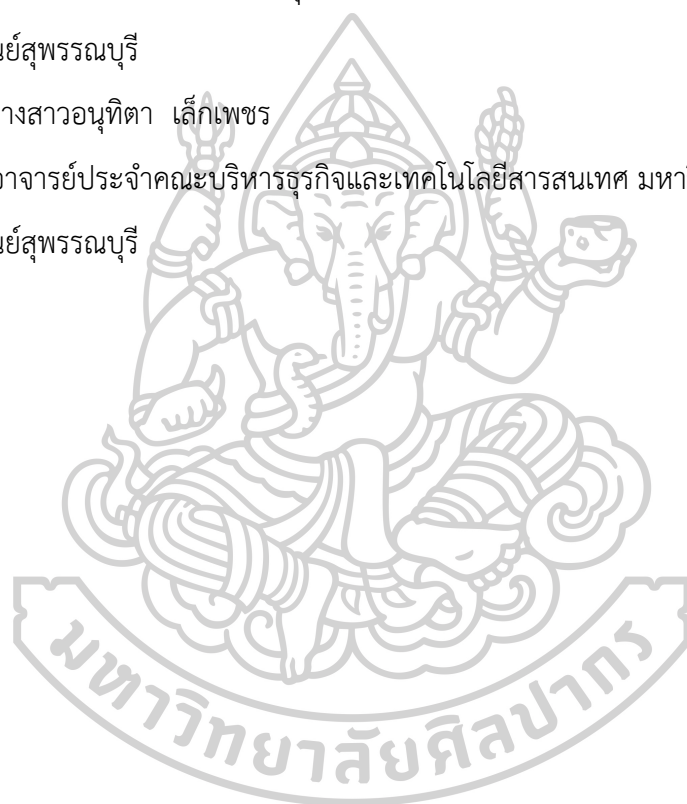 นย์สุพรรณบุรี
างสาวอนุทิตา เล็กเพชร
อาจารย์ประจำคณะบริหารธุรกิจและเทคโนโลยีสารสนเทศ มหา
นย์สุพรรณบุรี
มหาวิทยาลัยศิลปากร